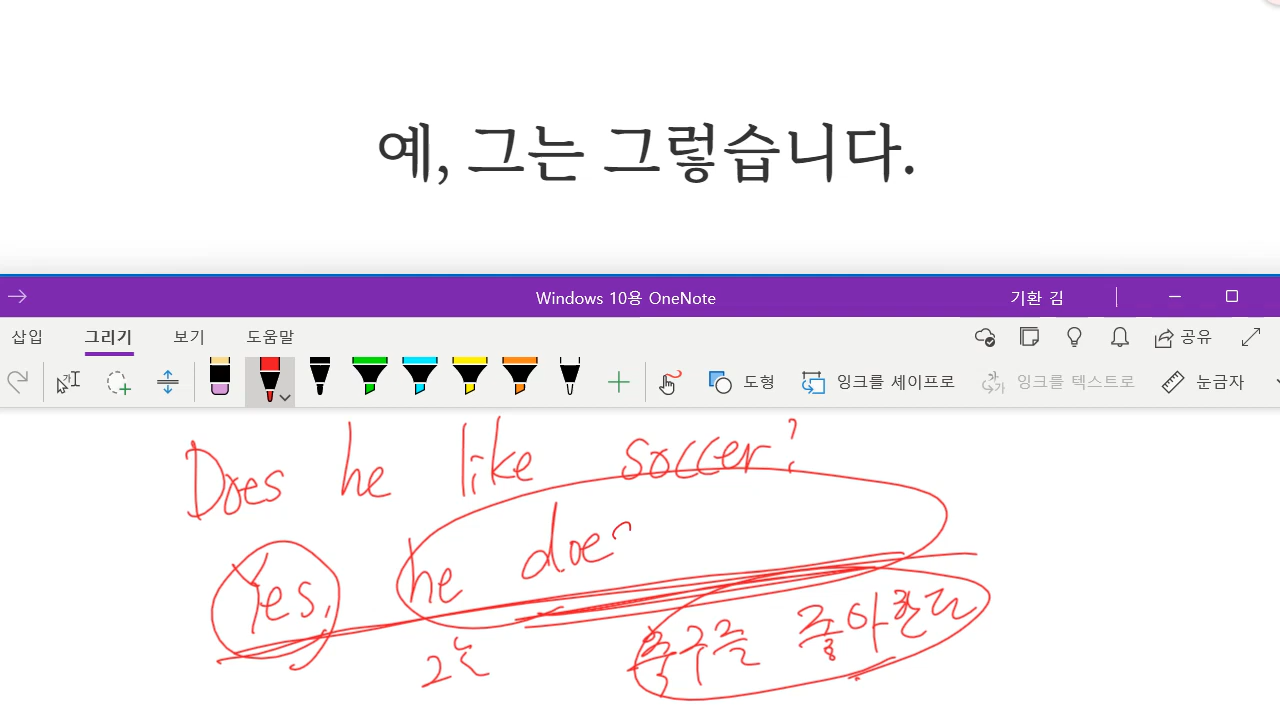 예, 그는 그렇습니다.
Windows 10용 OneNote
기환 김
삽입 그리기 보기 도움말 공유
도형 잉크를 셰이프로 잉크를 텍스트로 눈금자
Does he like soccer?
Yes, he does
그는 축구를 좋아한다